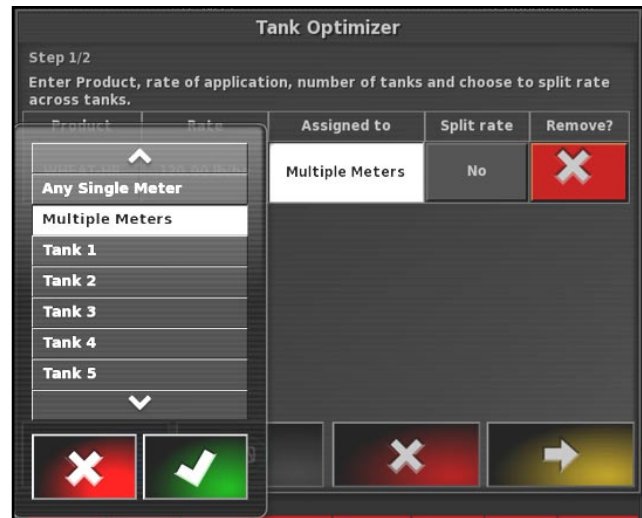 Tank Optimizer
Step 1/2
Enter Product, rate of application, number of tanks and choose to split rate
across tanks.
Product Rate Assigned to Split rate Remove?
Multiple Meters No
Any Single Meter
Multiple Meters
Tank 1
Tank 2
Tank 3
Tank 4
Tank 5